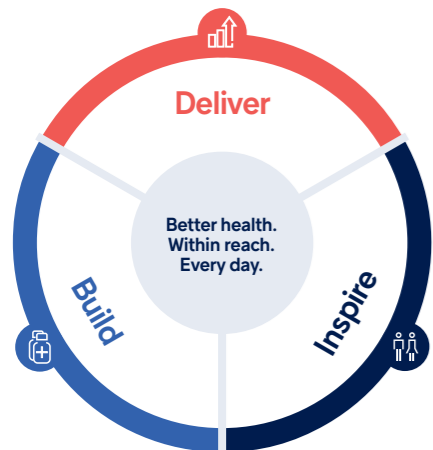 Deliver
Better health.
Within reach.
Every day.
Build
Inspire